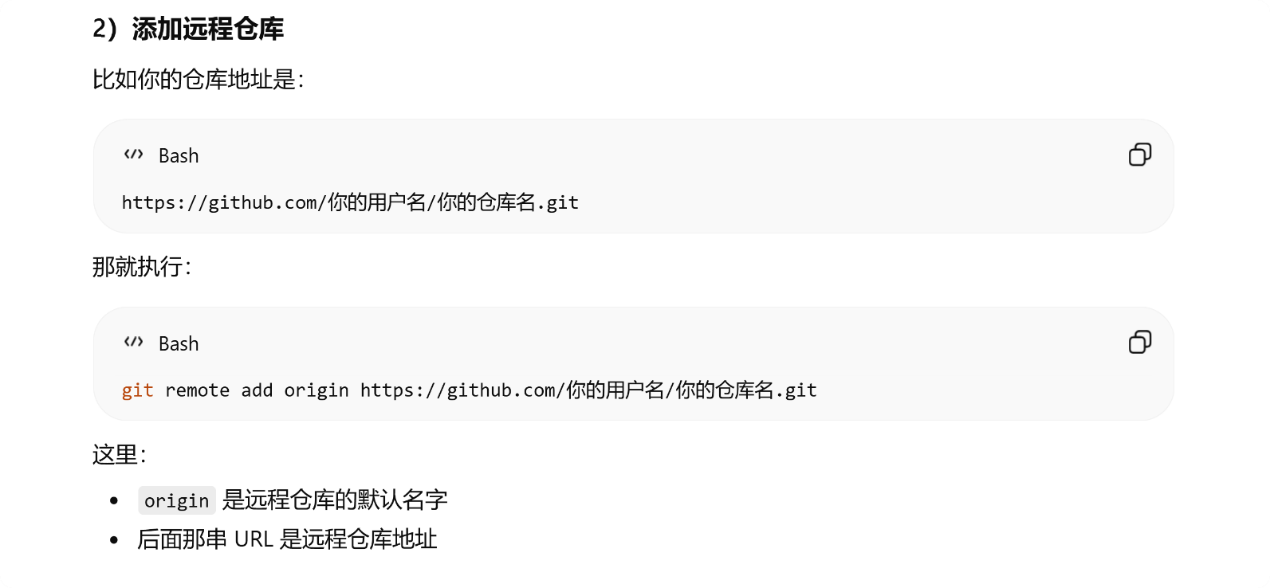 2）添加远程仓库
比如你的仓库地址是：
Bash
https://github.com/你的用户名/你的仓库名.git
那就执行：
Bash
git remote add origin https://github.com/你的用户名/你的仓库名.git
这里：
• origin 是远程仓库的默认名字
• 后面那串 URL 是远程仓库地址